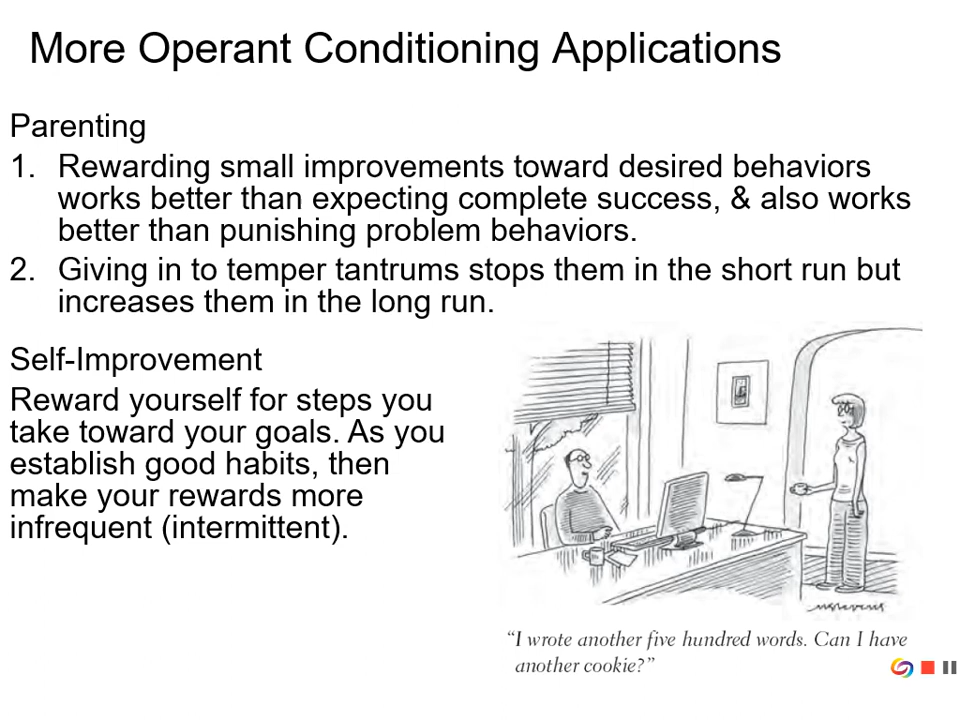 More Operant Conditioning Applications
Parenting
1. Rewarding small improvements toward desired behaviors
works better than expecting complete success, & also works
better than punishing problem behaviors.
2. Giving in to temper tantrums stops them in the short run but
increases them in the long run.
Self-Improvement
Reward yourself for steps you
take toward your goals. As you
establish good habits, then
make your rewards more
infrequent (intermittent).
“I wrote another five hundred words. Can I have
another cookie?”